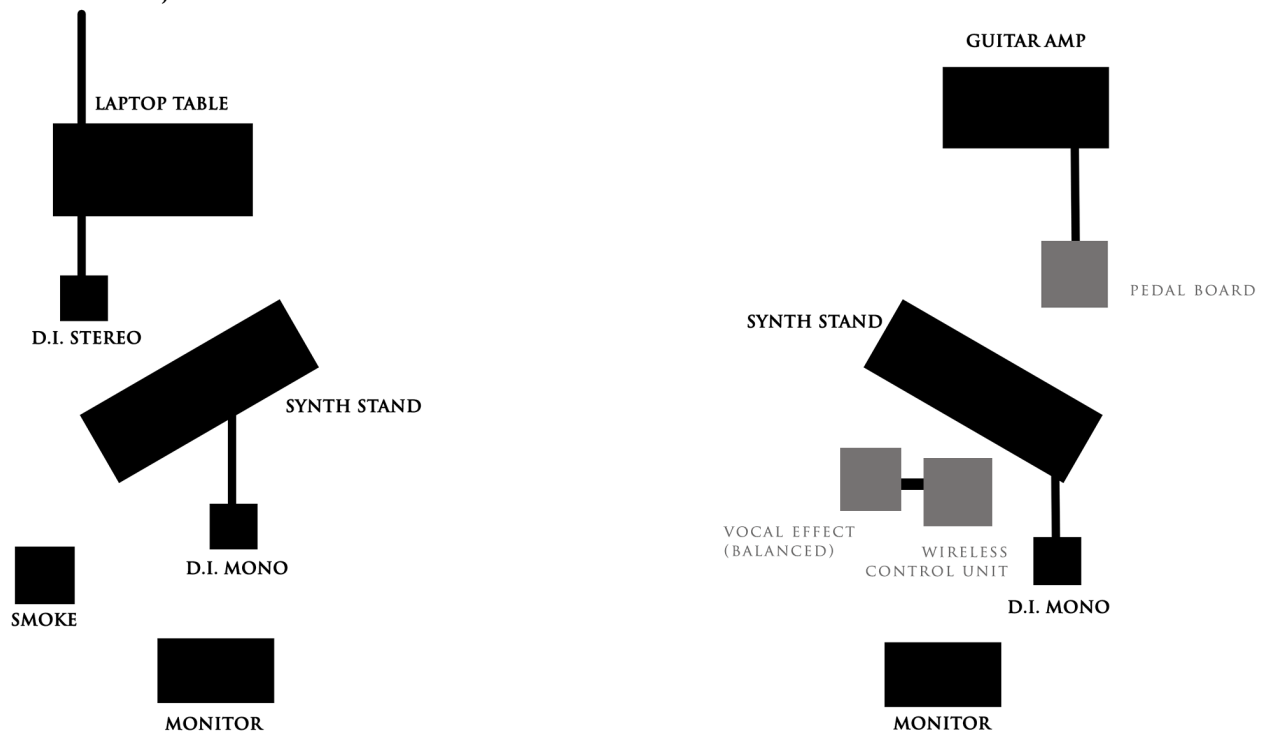 GUITAR AMP
LAPTOP TABLE
PEDAL BOARD
SYNTH STAND
D.I. STEREO
SYNTH STAND
VOCAL EFFECT
(BALANCED)
WIRELESS
CONTROL UNIT
D.I. MONO
D.I. MONO
SMOKE
MONITOR
MONITOR